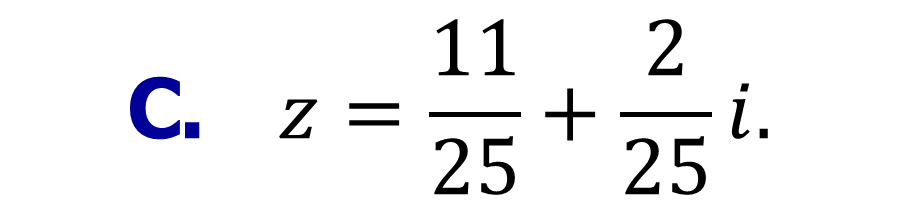 C. z = 11/25 + 2/25 i.